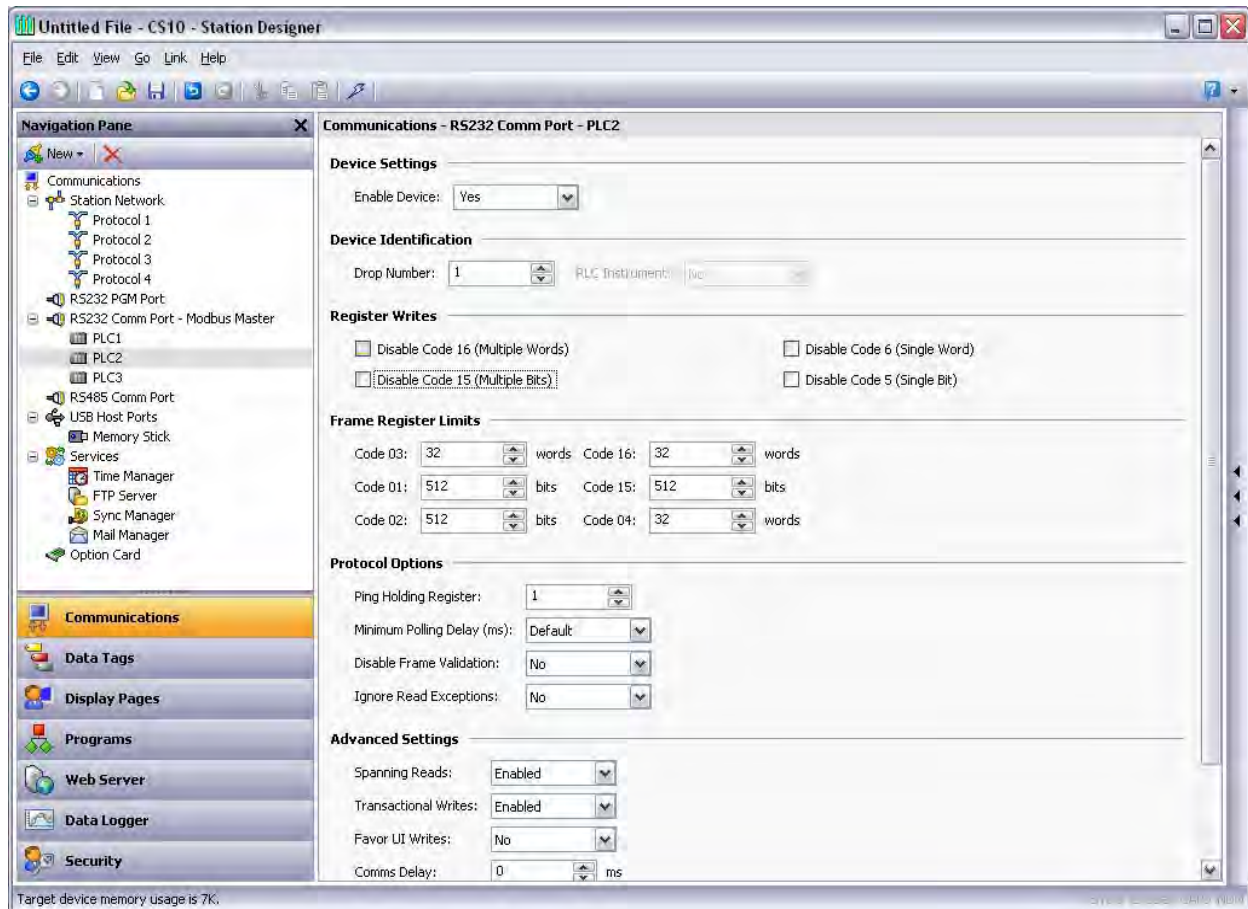 Untitled File - CS10 - Station Designer
File Edit View Go Link Help
Navigation Pane
New
Communications
Station Network
Protocol 1
Protocol 2
Protocol 3
Protocol 4
RS232 PGM Port
RS232 Comm Port - Modbus Master
PLC1
PLC2
PLC3
RS485 Comm Port
USB Host Ports
Memory Stick
Services
Time Manager
FTP Server
Sync Manager
Mail Manager
Option Card
Communications
Data Tags
Display Pages
Programs
Web Server
Data Logger
Security
Communications - RS232 Comm Port - PLC2
Device Settings
Enable Device: Yes
Device Identification
Drop Number: 1 RLC Instrument: No
Register Writes
Disable Code 16 (Multiple Words) Disable Code 6 (Single Word)
Disable Code 15 (Multiple Bits) Disable Code 5 (Single Bit)
Frame Register Limits
Code 03: 32 words Code 16: 32 words
Code 01: 512 bits Code 15: 512 bits
Code 02: 512 bits Code 04: 32 words
Protocol Options
Ping Holding Register: 1
Minimum Polling Delay (ms): Default
Disable Frame Validation: No
Ignore Read Exceptions: No
Advanced Settings
Spanning Reads: Enabled
Transactional Writes: Enabled
Favor UI Writes: No
Comms Delay: 0 ms
Target device memory usage is 7K.